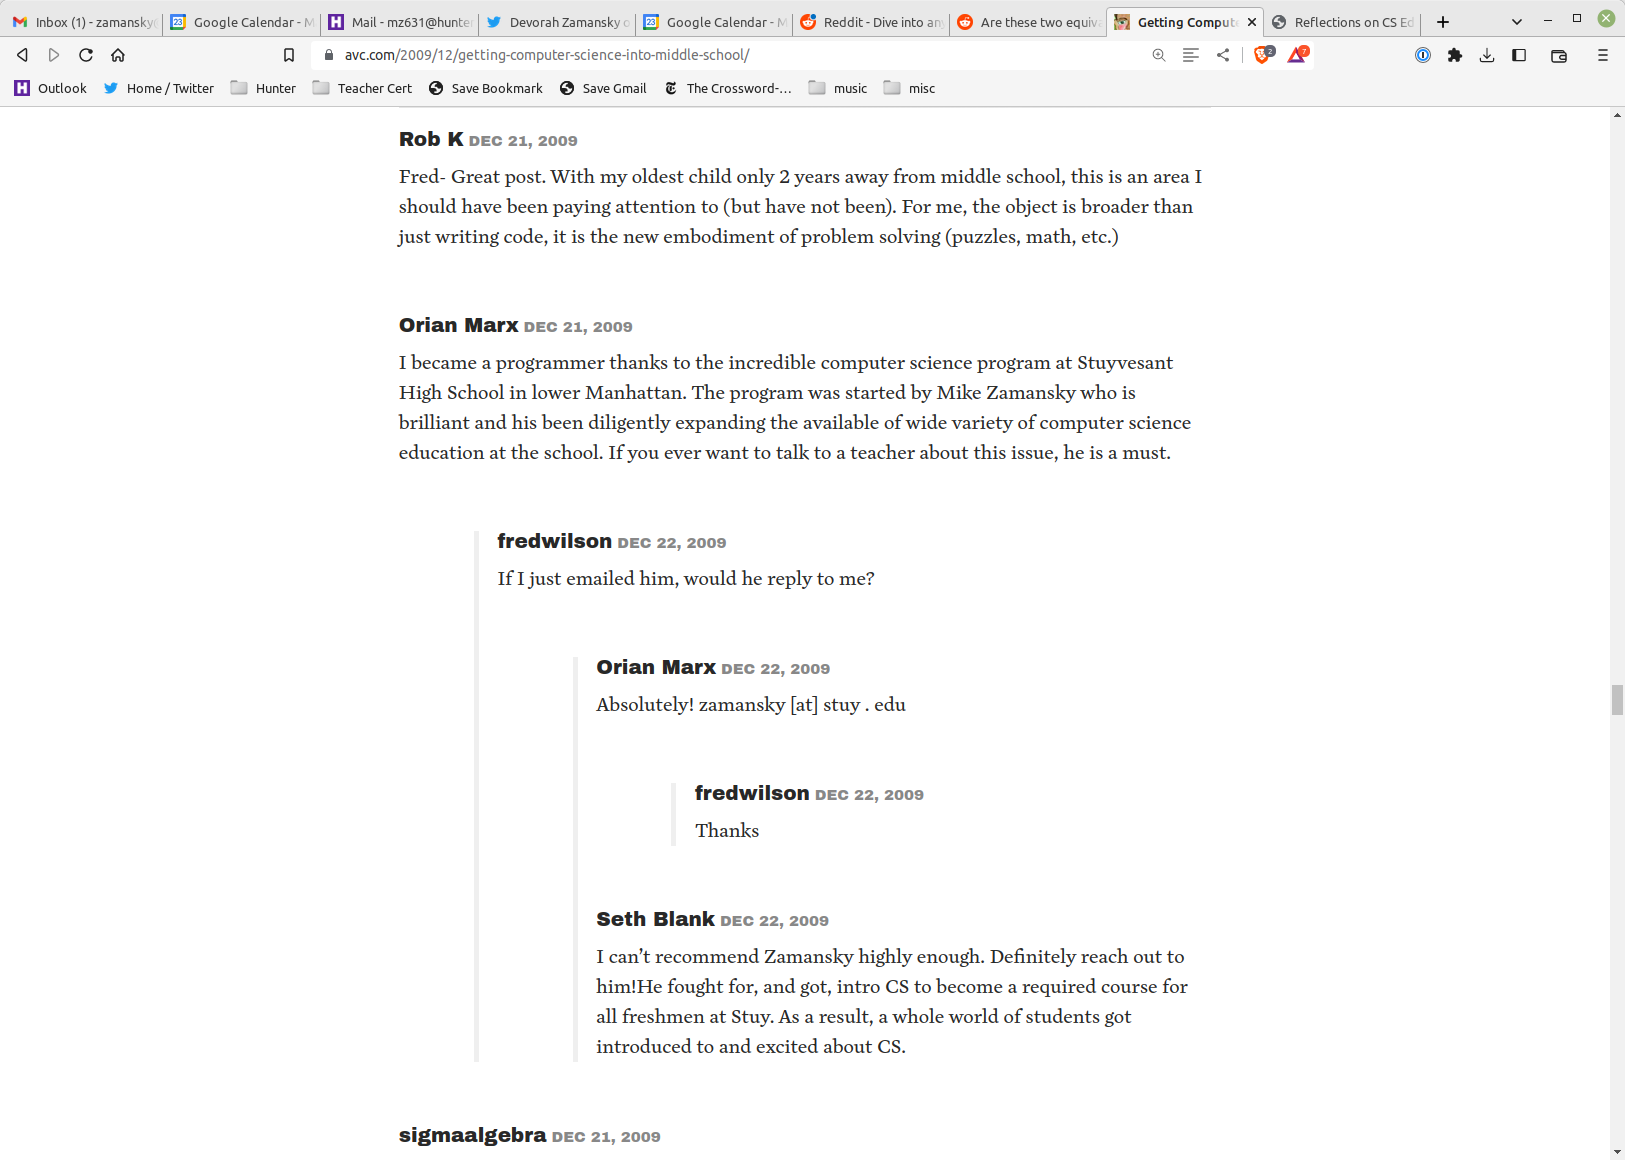 Inbox (1) - zamansky
Google Calendar - M
Mail - mz631@hunter
Devorah Zamansky o
Google Calendar - M
Reddit - Dive into any
Are these two equiva
Getting Compute
Reflections on CS Ed
avc.com/2009/12/getting-computer-science-into-middle-school/
2
7
Outlook
Home / Twitter
Hunter
Teacher Cert
Save Bookmark
Save Gmail
The Crossword-...
music
misc
Rob K DEC 21, 2009
Fred- Great post. With my oldest child only 2 years away from middle school, this is an area I
should have been paying attention to (but have not been). For me, the object is broader than
just writing code, it is the new embodiment of problem solving (puzzles, math, etc.)
Orian Marx DEC 21, 2009
I became a programmer thanks to the incredible computer science program at Stuyvesant
High School in lower Manhattan. The program was started by Mike Zamansky who is
brilliant and his been diligently expanding the available of wide variety of computer science
education at the school. If you ever want to talk to a teacher about this issue, he is a must.
fredwilson DEC 22, 2009
If I just emailed him, would he reply to me?
Orian Marx DEC 22, 2009
Absolutely! zamansky [at] stuy . edu
fredwilson DEC 22, 2009
Thanks
Seth Blank DEC 22, 2009
I can’t recommend Zamansky highly enough. Definitely reach out to
him!He fought for, and got, intro CS to become a required course for
all freshmen at Stuy. As a result, a whole world of students got
introduced to and excited about CS.
sigmaalgebra DEC 21, 2009